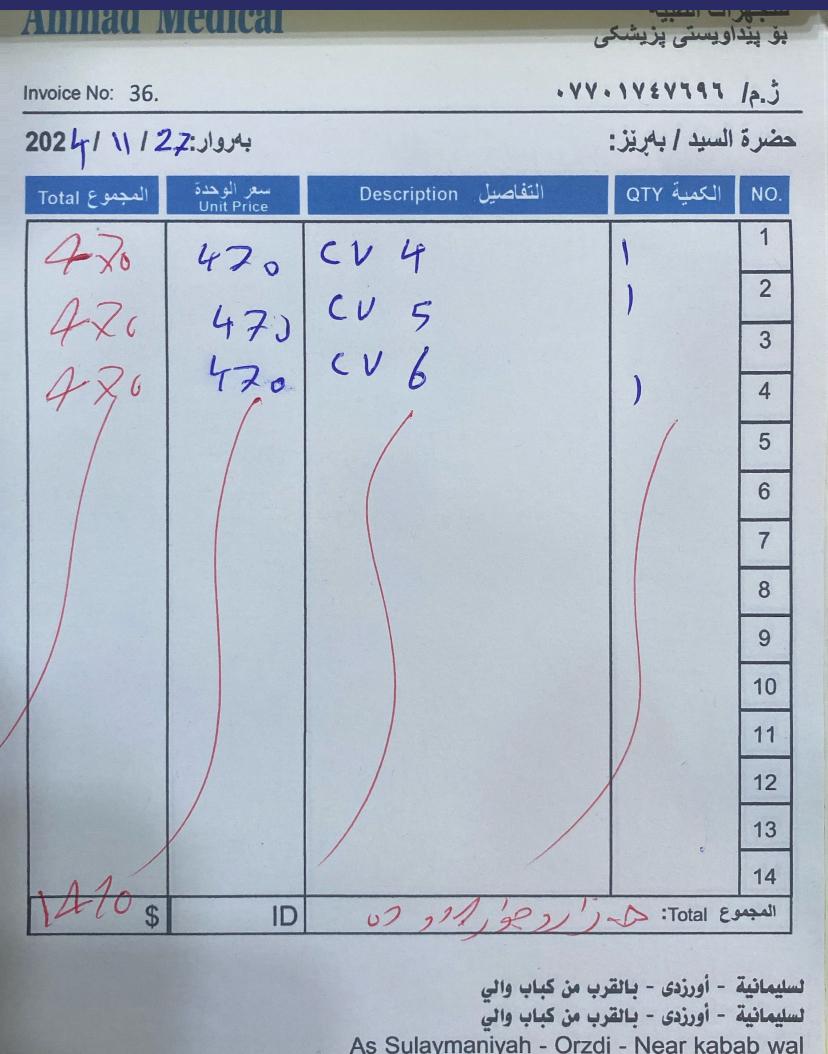 Ahmad Medical
بۆ پێداویستی پزیشکی
Invoice No: 36.
ژ.م/ ٠٧٧٠١٧٤٧٦٩٦
حضرة السيد / بەڕێز:
بەروار: 2024/ 11 / 27
NO. الكمية QTY التفاصيل Description سعر الوحدة Unit Price المجموع Total
1 1 CV 4 470 470
2 1 CV 5 470 470
3 CV 6 470 470
4 1
5
6
7
8
9
10
11
12
13
14
المجموع Total: هەزار و چوار سەد و دە ID $ 1410
لسليمانية - أورزدى - بالقرب من كباب والي
لسليمانية - أورزدى - بالقرب من كباب والي
As Sulaymaniyah - Orzdi - Near kabab wal